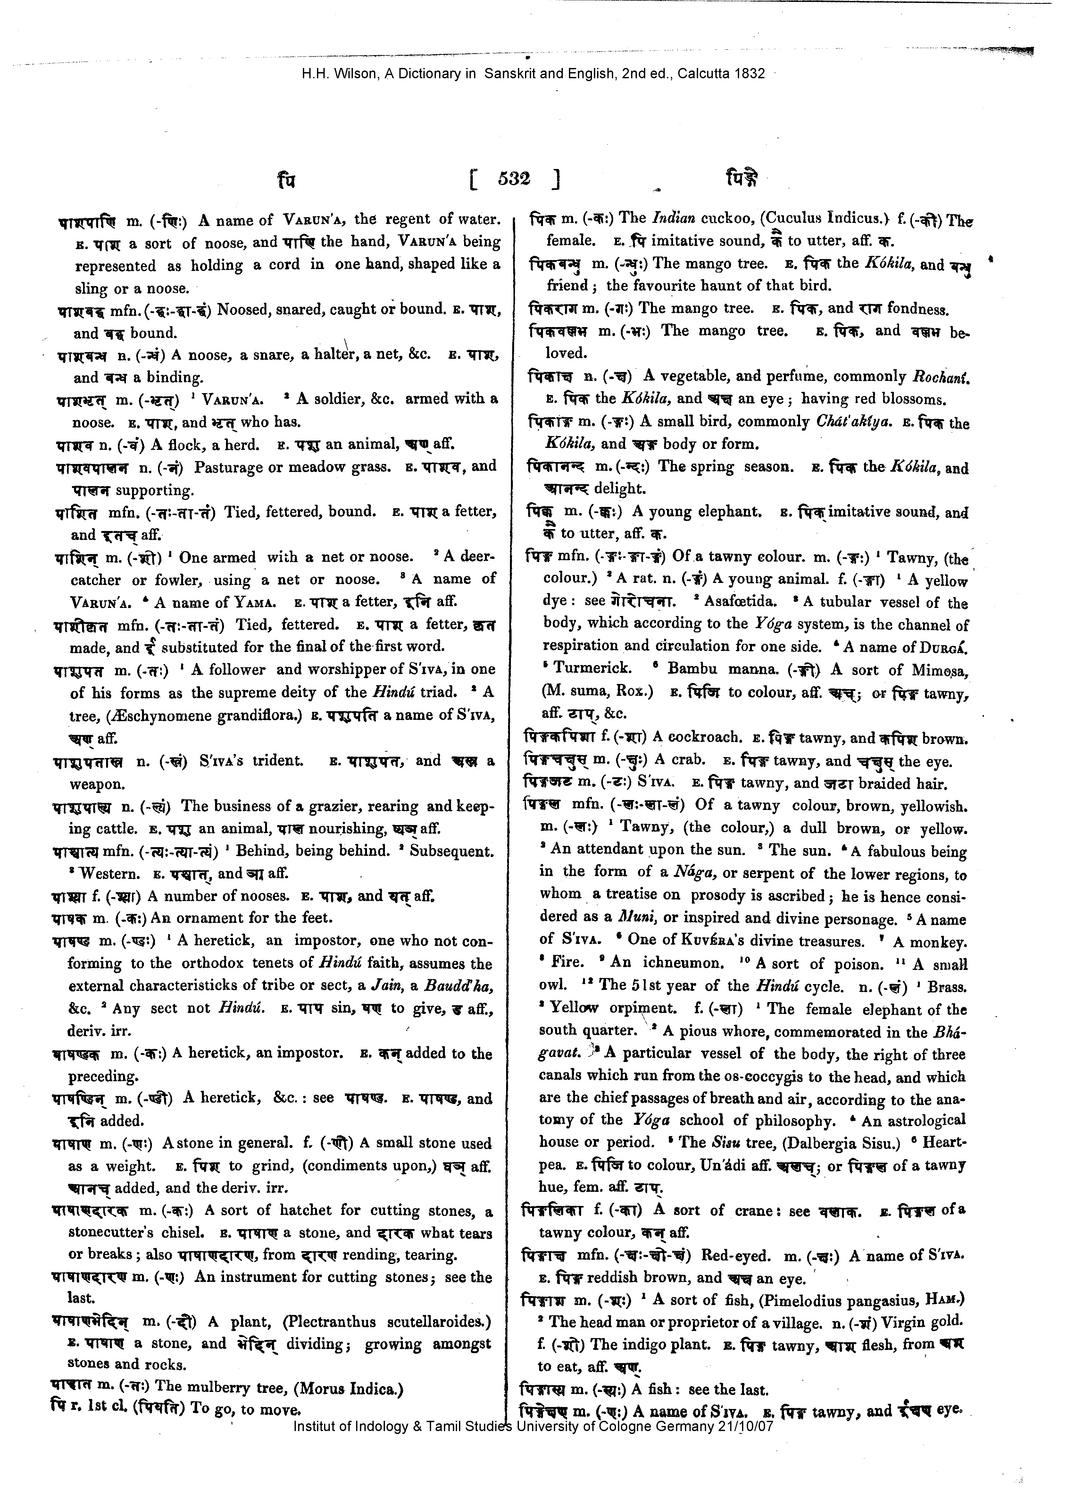 H.H. Wilson, A Dictionary in Sanskrit and English, 2nd ed., Calcutta 1832
पि [ 532 ] पिङ्गे
पाशपाणि m. (-णिः) A name of VARUN'A, the regent of water.
E. पाश a sort of noose, and पाणि the hand, VARUN'A being
represented as holding a cord in one hand, shaped like a
sling or a noose.
पाशबद्ध mfn. (-द्धः-द्धा-द्धं) Noosed, snared, caught or bound. E. पाश,
and बद्ध bound.
पाशबन्ध n. (-न्धं) A noose, a snare, a halter, a net, &c. E. पाश,
and बन्ध a binding.
पाशभृत् m. (-भृत्) ¹ VARUN'A. ² A soldier, &c. armed with a
noose. E. पाश, and भृत् who has.
पाशव n. (-वं) A flock, a herd. E. पशु an animal, अण् aff.
पाशवपालन n. (-नं) Pasturage or meadow grass. E. पाशव, and
पालन supporting.
पाशित mfn. (-तः-ता-तं) Tied, fettered, bound. E. पाश a fetter,
and इतच् aff.
पाशिन् m. (-शी) ¹ One armed with a net or noose. ² A deer-
catcher or fowler, using a net or noose. ³ A name of
VARUN'A. ⁴ A name of YAMA. E. पाश a fetter, इनि aff.
पाशीकृत mfn. (-तः-ता-तं) Tied, fettered. E. पाश a fetter, कृत
made, and ई substituted for the final of the first word.
पाशुपत m. (-तः) ¹ A follower and worshipper of S'IVA, in one
of his forms as the supreme deity of the Hindú triad. ² A
tree, (Æschynomene grandiflora.) E. पशुपति a name of S'IVA,
अण् aff.
पाशुपतास्त्र n. (-स्त्रं) S'IVA's trident. E. पाशुपत, and अस्त्र a
weapon.
पाशुपाल्य n. (-ल्यं) The business of a grazier, rearing and keep-
ing cattle. E. पशु an animal, पाल nourishing, ष्यञ् aff.
पाश्चात्य mfn. (-त्यः-त्या-त्यं) ¹ Behind, being behind. ² Subsequent.
³ Western. E. पश्चात्, and ञ्य aff.
पाश्या f. (-श्या) A number of nooses. E. पाश, and यत् aff.
पाषक m. (-कः) An ornament for the feet.
पाषण्ड m. (-ण्डः) ¹ A heretick, an impostor, one who not con-
forming to the orthodox tenets of Hindú faith, assumes the
external characteristicks of tribe or sect, a Jain, a Baudd'ha,
&c. ² Any sect not Hindú. E. पाप sin, षण to give, ड aff.,
deriv. irr.
पाषण्डक m. (-कः) A heretick, an impostor. E. कन् added to the
preceding.
पाषण्डिन् m. (-ण्डी) A heretick, &c. : see पाषण्ड. E. पाषण्ड, and
इनि added.
पाषाण m. (-णः) A stone in general. f. (-णी) A small stone used
as a weight. E. पिश to grind, (condiments upon,) घञ् aff.
आनच् added, and the deriv. irr.
पाषाणदारक m. (-कः) A sort of hatchet for cutting stones, a
stonecutter's chisel. E. पाषाण a stone, and दारक what tears
or breaks ; also पाषाणदारण, from दारण rending, tearing.
पाषाणदारण m. (-णः) An instrument for cutting stones; see the
last.
पाषाणभेदिन् m. (-दी) A plant, (Plectranthus scutellaroides.)
E. पाषाण a stone, and भेदिन् dividing; growing amongst
stones and rocks.
m. (-तः) The mulberry tree, (Morus Indica.)
पि r. 1st cl. (पियति) To go, to move.
पिक m. (-कः) The Indian cuckoo, (Cuculus Indicus.) f. (-की) The
female. E. पि imitative sound, कै to utter, aff. क.
पिकबन्धु m. (-न्धुः) The mango tree. E. पिक the Kókila, and बन्धु
friend ; the favourite haunt of that bird.
पिकराग m. (-गः) The mango tree. E. पिक, and राग fondness.
पिकवल्लभ m. (-भः) The mango tree. E. पिक, and वल्लभ be-
loved.
पिकाक्ष n. (-क्ष) A vegetable, and perfume, commonly Rochaní.
E. पिक the Kókila, and अक्ष an eye ; having red blossoms.
पिकाङ्ग m. (-ङ्गः) A small bird, commonly Chát'akíya. E. पिक the
Kókila, and अङ्ग body or form.
पिकानन्द m. (-न्दः) The spring season. E. पिक the Kókila, and
आनन्द delight.
पिक्क m. (-क्कः) A young elephant. E. पिक् imitative sound, and
कै to utter, aff. क.
पिङ्ग mfn. (-ङ्गः-ङ्गा-ङ्गं) Of a tawny colour. m. (-ङ्गः) ¹ Tawny, (the
colour.) ² A rat. n. (-ङ्गं) A young animal. f. (-ङ्गा) ¹ A yellow
dye : see गोरोचना. ² Asafœtida. ³ A tubular vessel of the
body, which according to the Yóga system, is the channel of
respiration and circulation for one side. ⁴ A name of DURGÁ.
⁵ Turmerick. ⁶ Bambu manna. (-ङ्गी) A sort of Mimosa,
(M. suma, Rox.) E. पिजि to colour, aff. अच्; or पिङ्ग tawny,
aff. टाप्, &c.
पिङ्गकपिशा f. (-शा) A cockroach. E. पिङ्ग tawny, and कपिश brown.
पिङ्गचक्षुस् m. (-क्षुः) A crab. E. पिङ्ग tawny, and चक्षुस् the eye.
पिङ्गजट m. (-टः) S'IVA. E. पिङ्ग tawny, and जटा braided hair.
पिङ्गल mfn. (-लः-ला-लं) Of a tawny colour, brown, yellowish.
m. (-लः) ¹ Tawny, (the colour,) a dull brown, or yellow.
² An attendant upon the sun. ³ The sun. ⁴ A fabulous being
in the form of a Nága, or serpent of the lower regions, to
whom a treatise on prosody is ascribed ; he is hence consi-
dered as a Muni, or inspired and divine personage. ⁵ A name
of S'IVA. ⁶ One of KUVÉRA's divine treasures. ⁷ A monkey.
⁸ Fire. ⁹ An ichneumon. ¹⁰ A sort of poison. ¹¹ A small
owl. ¹² The 51st year of the Hindú cycle. n. (-लं) ¹ Brass.
² Yellow orpiment. f. (-ला) ¹ The female elephant of the
south quarter. ² A pious whore, commemorated in the Bhá-
gavat. ³ A particular vessel of the body, the right of three
canals which run from the os-coccygis to the head, and which
are the chief passages of breath and air, according to the ana-
tomy of the Yóga school of philosophy. ⁴ An astrological
house or period. ⁵ The Sisu tree, (Dalbergia Sisu.) ⁶ Heart-
pea. E. पिजि to colour, Un'ádi aff. अलच्; or पिङ्गल of a tawny
hue, fem. aff. टाप्.
पिङ्गलिका f. (-का) A sort of crane : see वलाक. E. पिङ्गल of a
tawny colour, कन् aff.
पिङ्गाक्ष mfn. (-क्षः-क्षी-क्षं) Red-eyed. m. (-क्षः) A name of S'IVA.
E. पिङ्ग reddish brown, and अक्ष an eye.
पिङ्गाश m. (-शः) ¹ A sort of fish, (Pimelodius pangasius, HAM.)
² The head man or proprietor of a village. n. (-शं) Virgin gold.
f. (-शी) The indigo plant. E. पिङ्ग tawny, आश flesh, from अश
to eat, aff. अण्.
पिङ्गास्य m. (-स्यः) A fish : see the last.
पिङ्गेक्षण m. (-णः) A name of S'IVA. E. पिङ्ग tawny, and ईक्षण eye.
Institut of Indology & Tamil Studies University of Cologne Germany 21/10/07